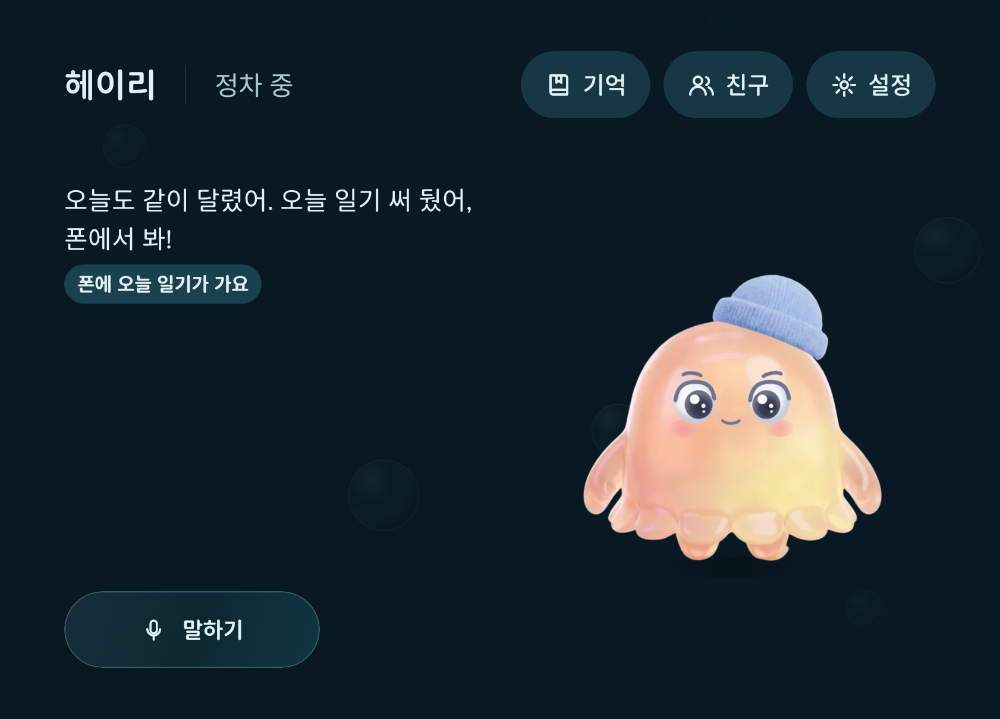 헤이리
정차 중
기억
친구
설정
오늘도 같이 달렸어. 오늘 일기 써 뒀어,
폰에서 봐!
폰에 오늘 일기가 가요
말하기